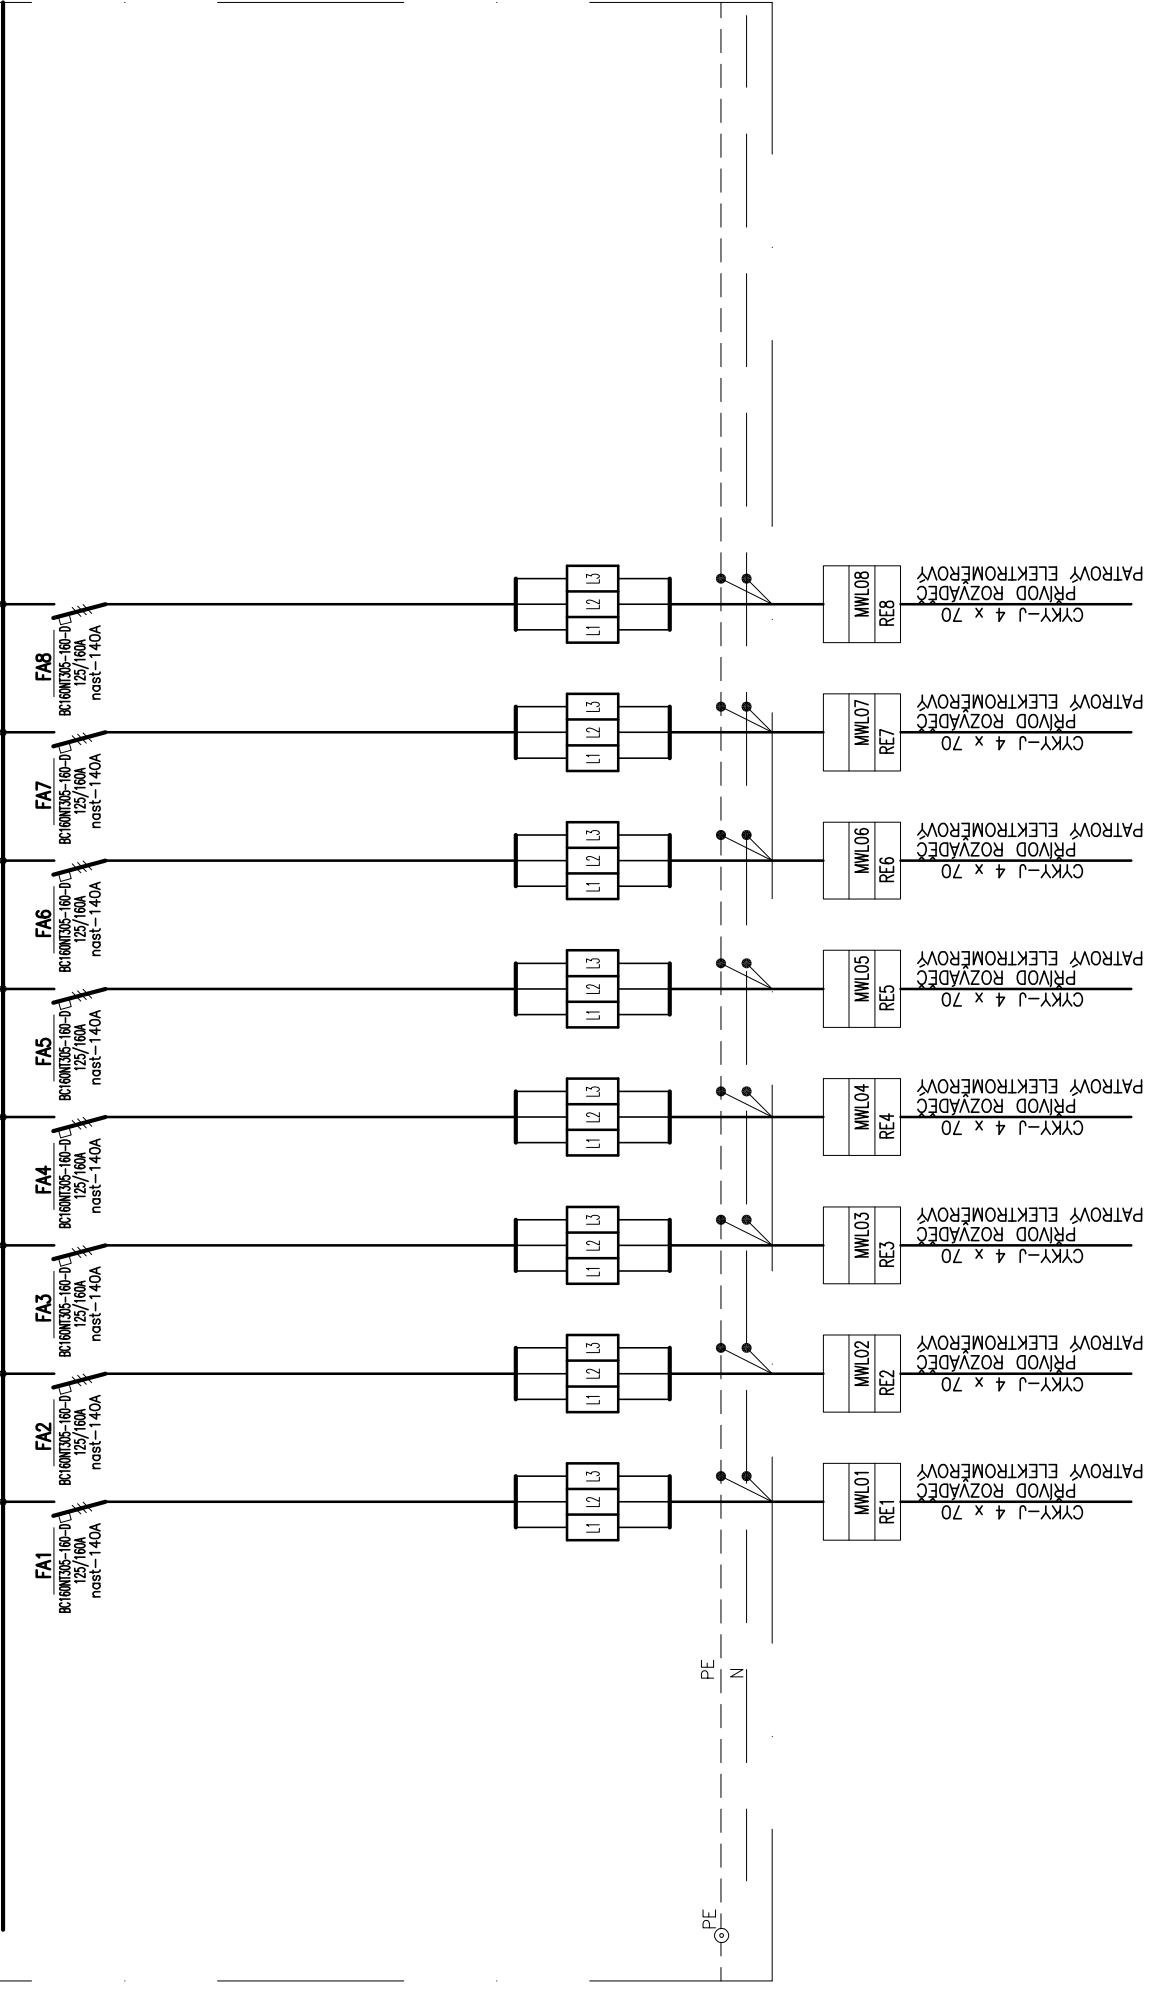 FA1
BC160NT305-160-D
125/160A
nast-140A
FA2
BC160NT305-160-D
125/160A
nast-140A
FA3
BC160NT305-160-D
125/160A
nast-140A
FA4
BC160NT305-160-D
125/160A
nast-140A
FA5
BC160NT305-160-D
125/160A
nast-140A
FA6
BC160NT305-160-D
125/160A
nast-140A
FA7
BC160NT305-160-D
125/160A
nast-140A
FA8
BC160NT305-160-D
125/160A
nast-140A
L1 L2 L3
L1 L2 L3
L1 L2 L3
L1 L2 L3
L1 L2 L3
L1 L2 L3
L1 L2 L3
L1 L2 L3
PE
PE
N
MWL01
RE1
MWL02
RE2
MWL03
RE3
MWL04
RE4
MWL05
RE5
MWL06
RE6
MWL07
RE7
MWL08
RE8
CYKY-J 4 x 70
PŘÍVOD ROZVÁDĚČ
PATROVÝ ELEKTROMĚROVÝ
CYKY-J 4 x 70
PŘÍVOD ROZVÁDĚČ
PATROVÝ ELEKTROMĚROVÝ
CYKY-J 4 x 70
PŘÍVOD ROZVÁDĚČ
PATROVÝ ELEKTROMĚROVÝ
CYKY-J 4 x 70
PŘÍVOD ROZVÁDĚČ
PATROVÝ ELEKTROMĚROVÝ
CYKY-J 4 x 70
PŘÍVOD ROZVÁDĚČ
PATROVÝ ELEKTROMĚROVÝ
CYKY-J 4 x 70
PŘÍVOD ROZVÁDĚČ
PATROVÝ ELEKTROMĚROVÝ
CYKY-J 4 x 70
PŘÍVOD ROZVÁDĚČ
PATROVÝ ELEKTROMĚROVÝ
CYKY-J 4 x 70
PŘÍVOD ROZVÁDĚČ
PATROVÝ ELEKTROMĚROVÝ